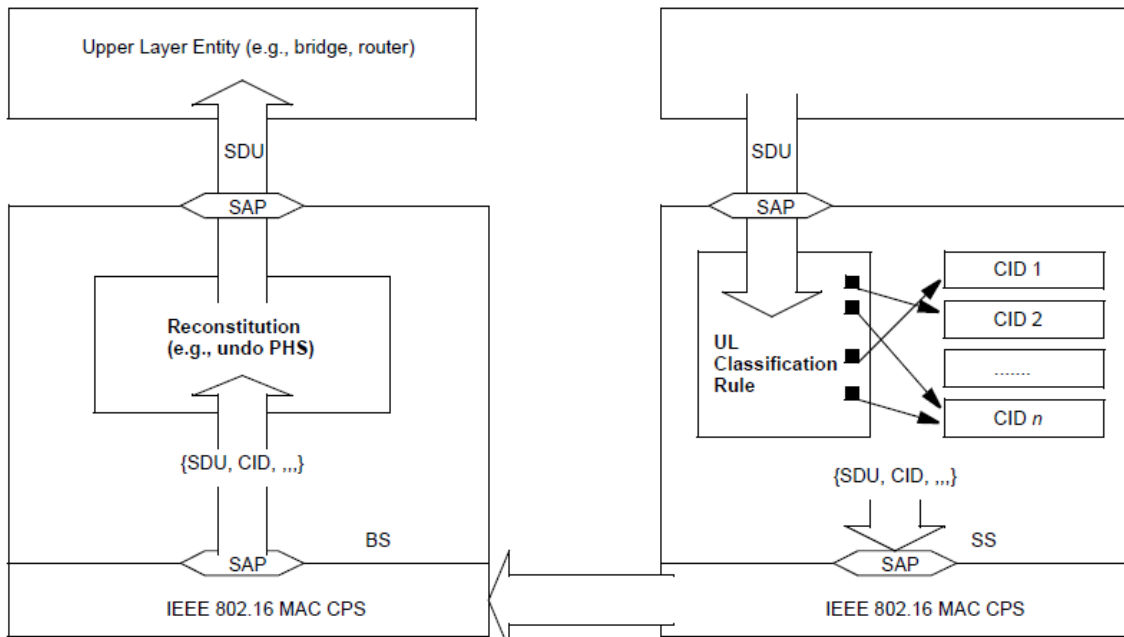 Upper Layer Entity (e.g., bridge, router)
SDU
SAP
Reconstitution
(e.g., undo PHS)
{SDU, CID, ,,,}
BS
SAP
IEEE 802.16 MAC CPS
SDU
SAP
UL
Classification
Rule
CID 1
CID 2
.......
CID n
{SDU, CID, ,,,}
SS
SAP
IEEE 802.16 MAC CPS